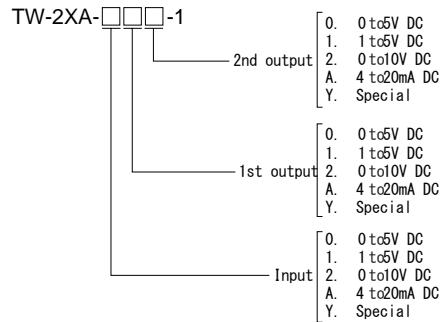 TW-2XA-□□□-1
2nd output
0. 0 to5V DC
1. 1 to5V DC
2. 0 to10V DC
A. 4 to20mA DC
Y. Special
1st output
0. 0 to5V DC
1. 1 to5V DC
2. 0 to10V DC
A. 4 to20mA DC
Y. Special
Input
0. 0 to5V DC
1. 1 to5V DC
2. 0 to10V DC
A. 4 to20mA DC
Y. Special